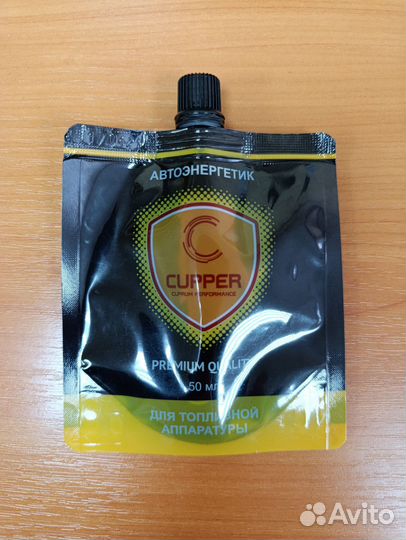 АВТОЭНЕРГЕТИК
CUPPER
CUPRUM PERFORMANCE
PREMIUM QUALITY
50 мл
ДЛЯ ТОПЛИВНОЙ
АППАРАТУРЫ
Avito